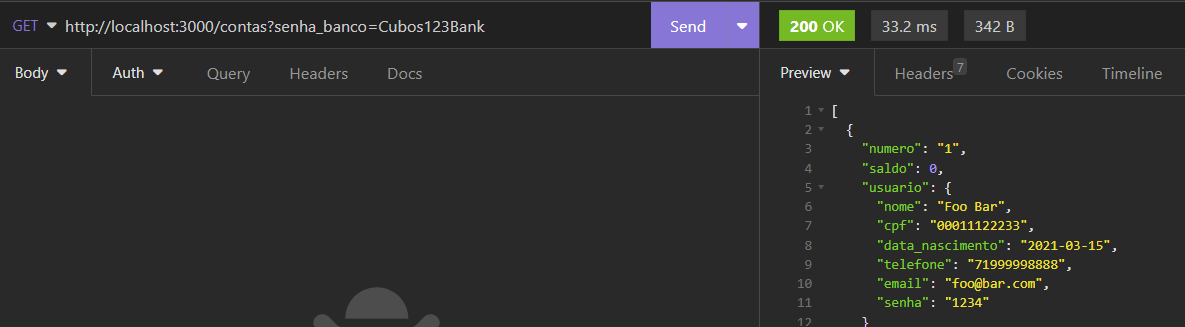 GET http://localhost:3000/contas?senha_banco=Cubos123Bank Send 200 OK 33.2 ms 342 B
Body Auth Query Headers Docs Preview Headers 7 Cookies Timeline
1 [
2 {
3 "numero": "1",
4 "saldo": 0,
5 "usuario": {
6 "nome": "Foo Bar",
7 "cpf": "00011122233",
8 "data_nascimento": "2021-03-15",
9 "telefone": "71999998888",
10 "email": "foo@bar.com",
11 "senha": "1234"
12 }